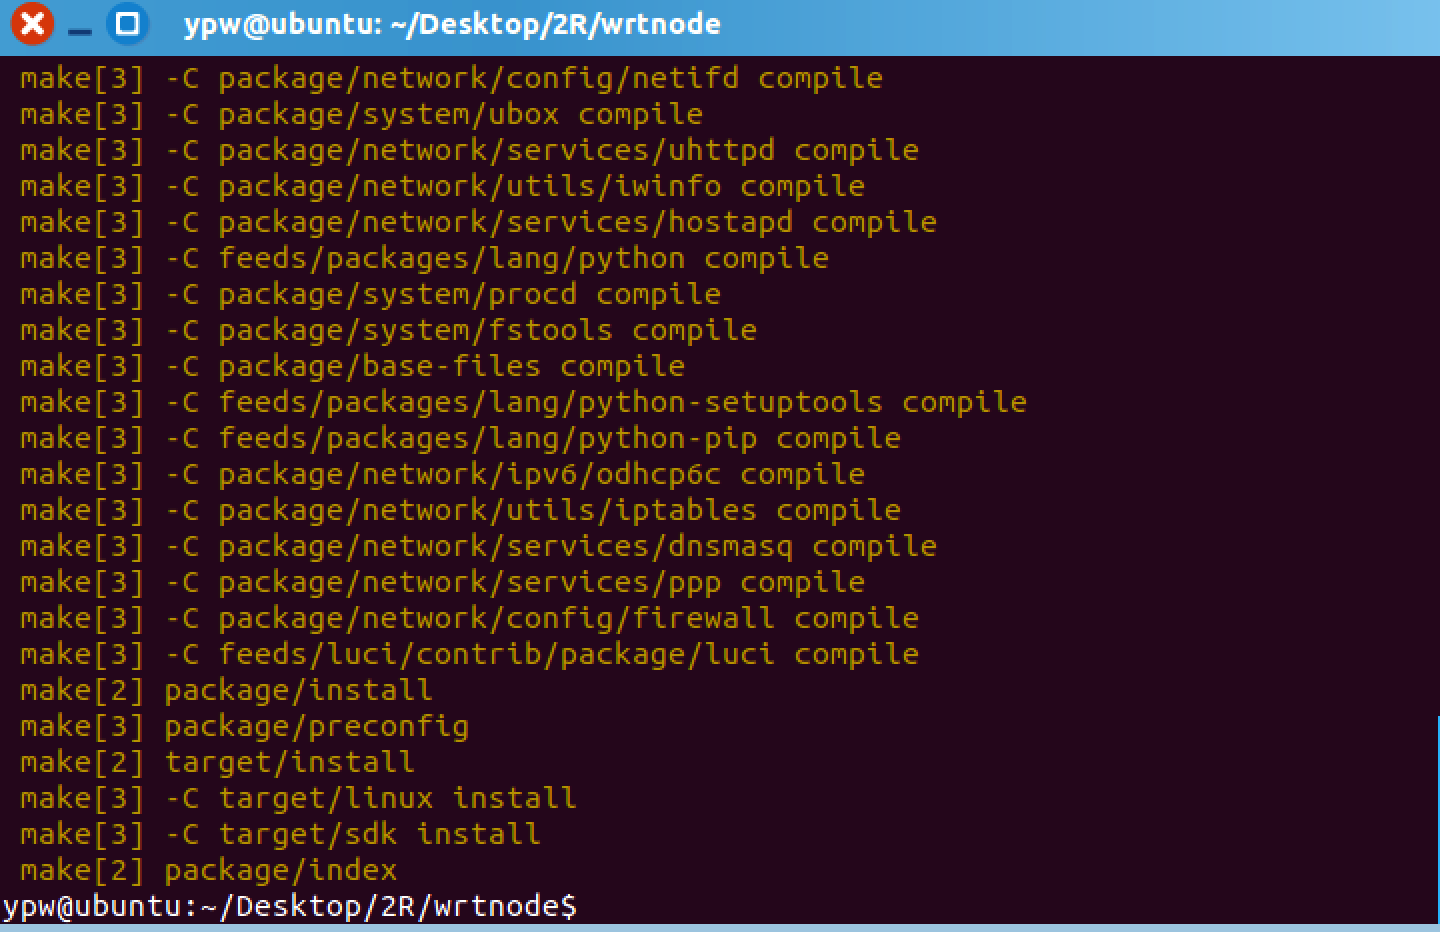 ypw@ubuntu: ~/Desktop/2R/wrtnode
make[3] -C package/network/config/netifd compile
make[3] -C package/system/ubox compile
make[3] -C package/network/services/uhttpd compile
make[3] -C package/network/utils/iwinfo compile
make[3] -C package/network/services/hostapd compile
make[3] -C feeds/packages/lang/python compile
make[3] -C package/system/procd compile
make[3] -C package/system/fstools compile
make[3] -C package/base-files compile
make[3] -C feeds/packages/lang/python-setuptools compile
make[3] -C feeds/packages/lang/python-pip compile
make[3] -C package/network/ipv6/odhcp6c compile
make[3] -C package/network/utils/iptables compile
make[3] -C package/network/services/dnsmasq compile
make[3] -C package/network/services/ppp compile
make[3] -C package/network/config/firewall compile
make[3] -C feeds/luci/contrib/package/luci compile
make[2] package/install
make[3] package/preconfig
make[2] target/install
make[3] -C target/linux install
make[3] -C target/sdk install
make[2] package/index
ypw@ubuntu:~/Desktop/2R/wrtnode$